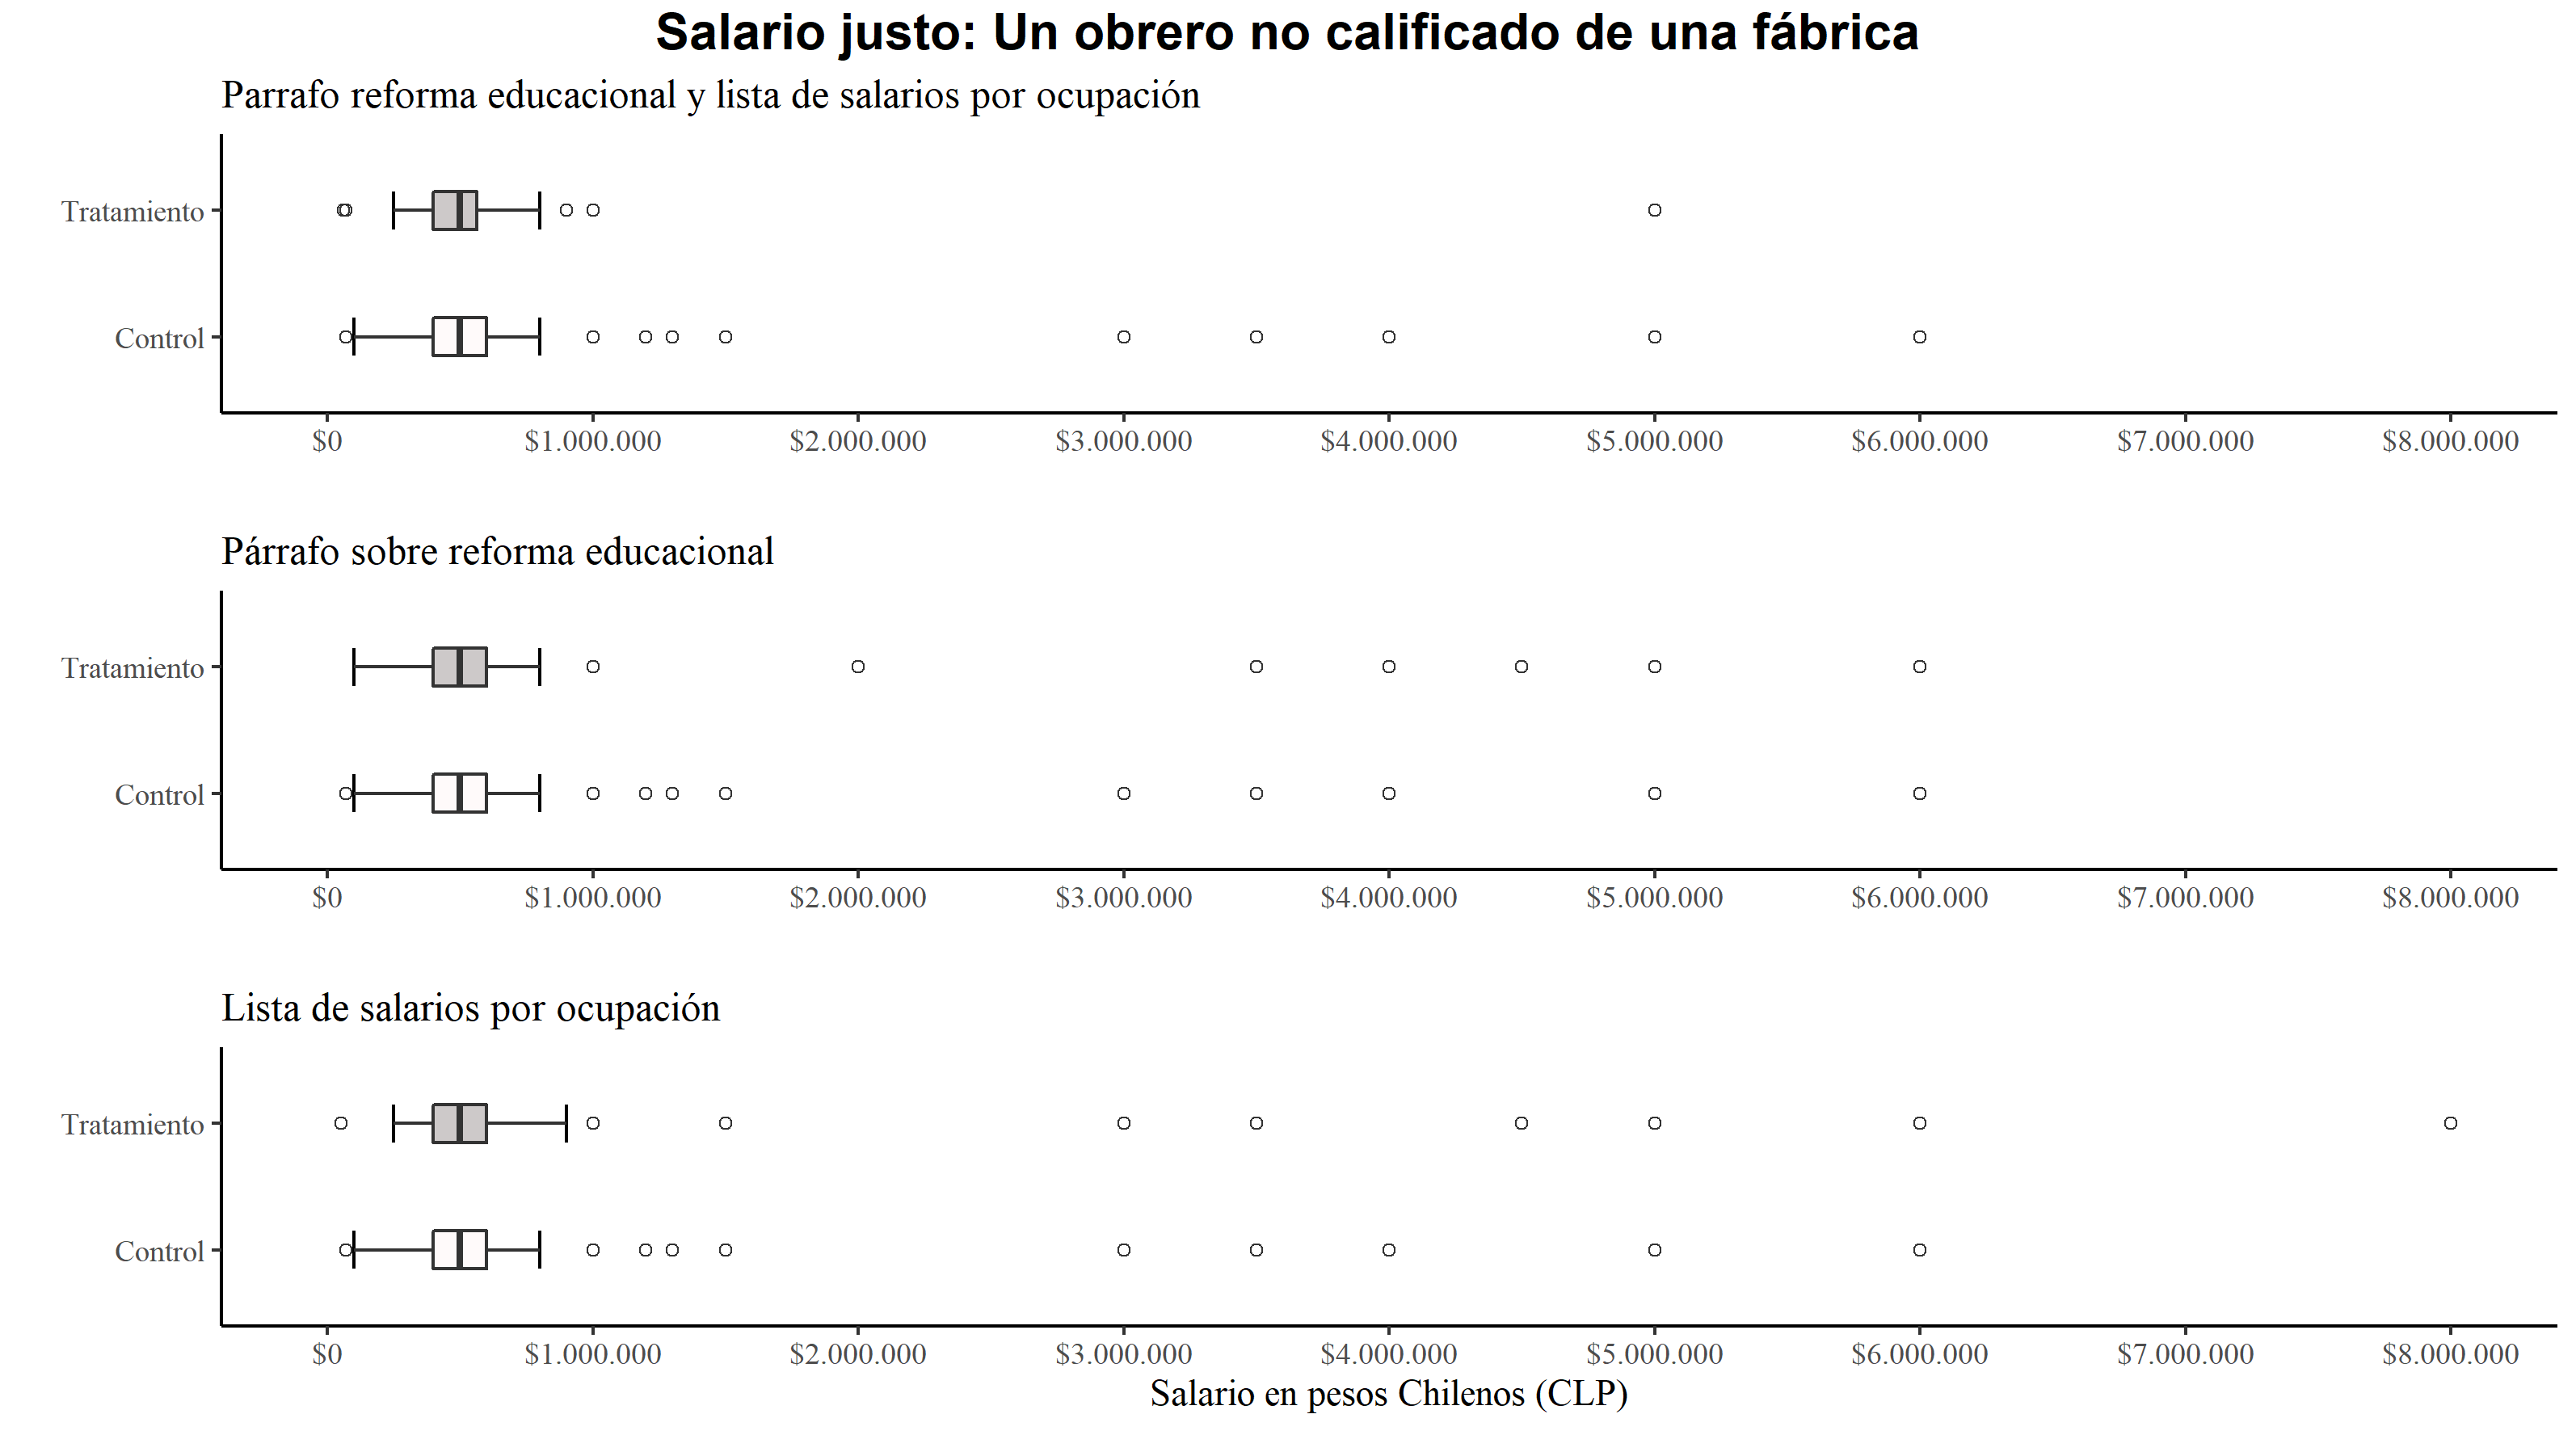 Salario justo: Un obrero no calificado de una fábrica
Parrafo reforma educacional y lista de salarios por ocupación
Tratamiento
Control
$0 $1.000.000 $2.000.000 $3.000.000 $4.000.000 $5.000.000 $6.000.000 $7.000.000 $8.000.000
Párrafo sobre reforma educacional
Tratamiento
Control
$0 $1.000.000 $2.000.000 $3.000.000 $4.000.000 $5.000.000 $6.000.000 $7.000.000 $8.000.000
Lista de salarios por ocupación
Tratamiento
Control
$0 $1.000.000 $2.000.000 $3.000.000 $4.000.000 $5.000.000 $6.000.000 $7.000.000 $8.000.000
Salario en pesos Chilenos (CLP)